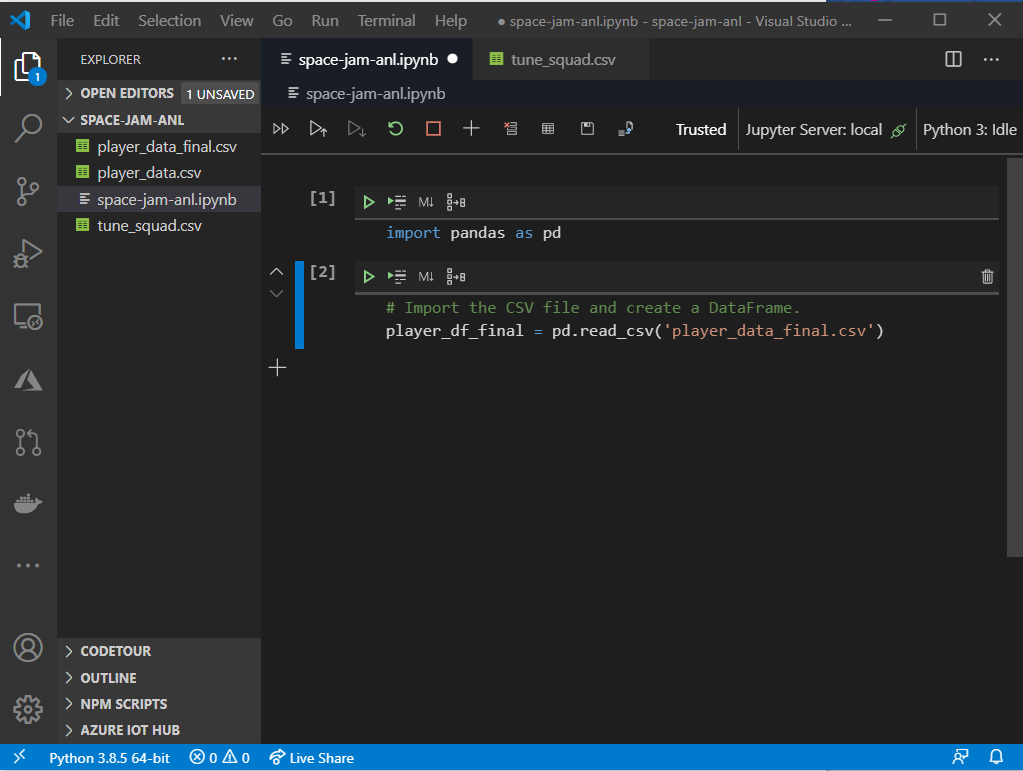 File Edit Selection View Go Run Terminal Help ● space-jam-anl.ipynb - space-jam-anl - Visual Studio ...
EXPLORER ...
space-jam-anl.ipynb ●
tune_squad.csv
OPEN EDITORS 1 UNSAVED
space-jam-anl.ipynb
SPACE-JAM-ANL
player_data_final.csv
player_data.csv
space-jam-anl.ipynb
tune_squad.csv
1
Trusted Jupyter Server: local Python 3: Idle
[1] M↓
import pandas as pd
[2] M↓
# Import the CSV file and create a DataFrame.
player_df_final = pd.read_csv('player_data_final.csv')
CODETOUR
OUTLINE
NPM SCRIPTS
AZURE IOT HUB
Python 3.8.5 64-bit 0 0 Live Share